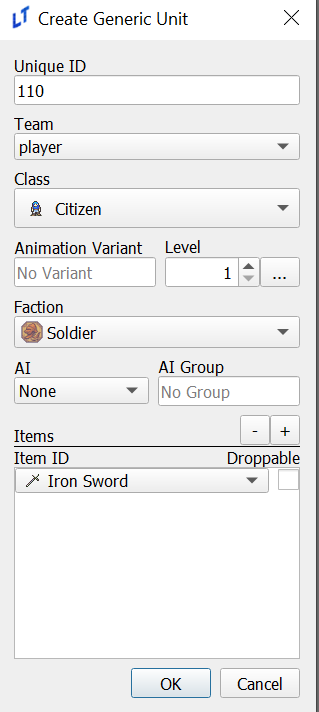 LT Create Generic Unit
Unique ID
110
Team
player
Class
Citizen
Animation Variant Level
No Variant 1 ...
Faction
Soldier
AI AI Group
None No Group
Items - +
Item ID Droppable
Iron Sword
OK Cancel